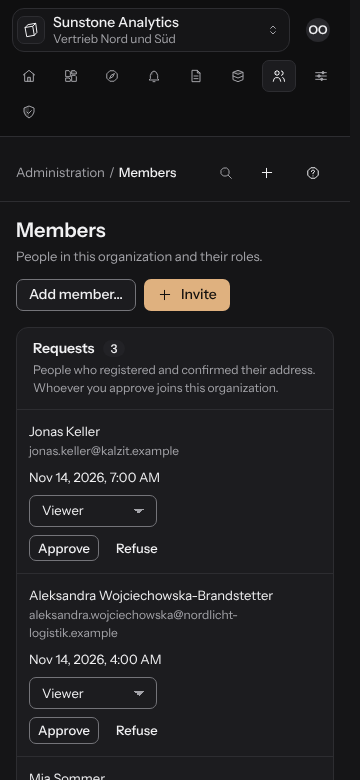 Sunstone Analytics
Vertrieb Nord und Süd
OO
Administration / Members
Members
People in this organization and their roles.
Add member...
Invite
Requests 3
People who registered and confirmed their address.
Whoever you approve joins this organization.
Jonas Keller
jonas.keller@kalzit.example
Nov 14, 2026, 7:00 AM
Viewer
Approve Refuse
Aleksandra Wojciechowska-Brandstetter
aleksandra.wojciechowska@nordlicht-
logistik.example
Nov 14, 2026, 4:00 AM
Viewer
Approve Refuse
Mia Sommer